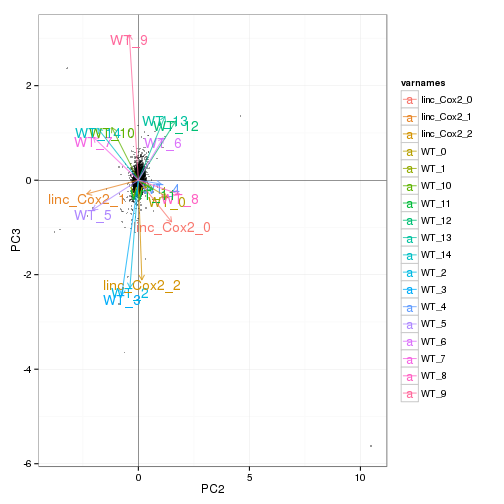 WT_9
WT_13
WT_12
WT_14
WT_10
WT_7
WT_6
WT_4
linc_Cox2_1
WT_8
WT_0
WT_5
linc_Cox2_0
linc_Cox2_2
WT_2
WT_3
2
0
-2
-4
-6
0
5
10
PC2
PC3
varnames
a linc_Cox2_0
a linc_Cox2_1
a linc_Cox2_2
a WT_0
a WT_1
a WT_10
a WT_11
a WT_12
a WT_13
a WT_14
a WT_2
a WT_3
a WT_4
a WT_5
a WT_6
a WT_7
a WT_8
a WT_9